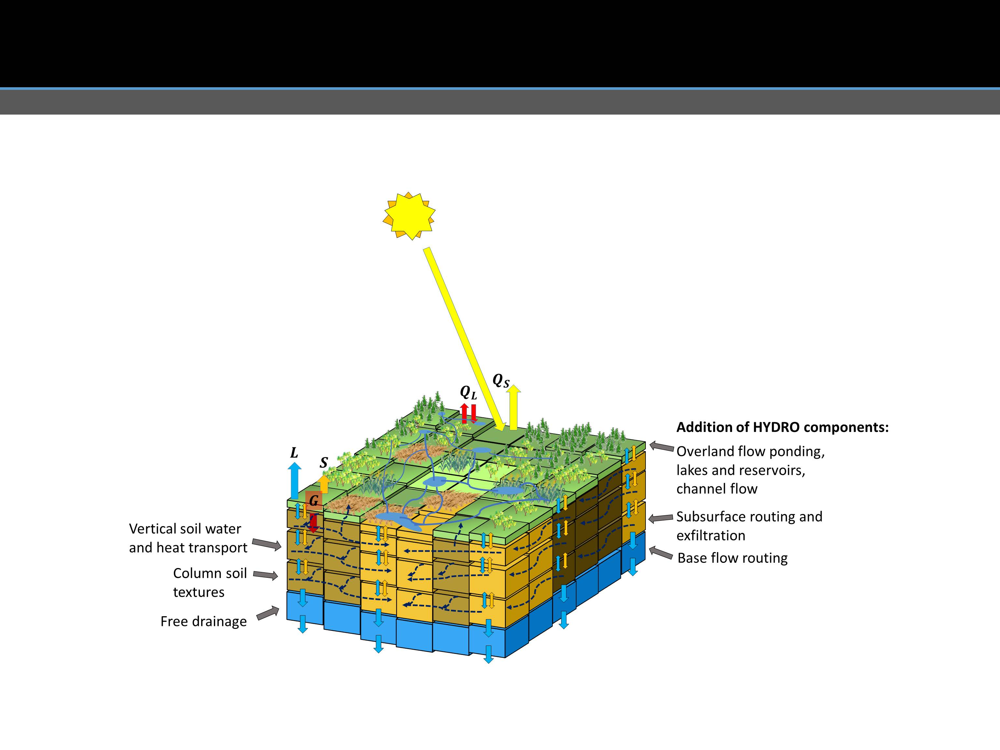 Q_S
Q_L
L
S
G
Addition of HYDRO components:
Overland flow ponding,
lakes and reservoirs,
channel flow
Subsurface routing and
exfiltration
Base flow routing
Vertical soil water
and heat transport
Column soil
textures
Free drainage